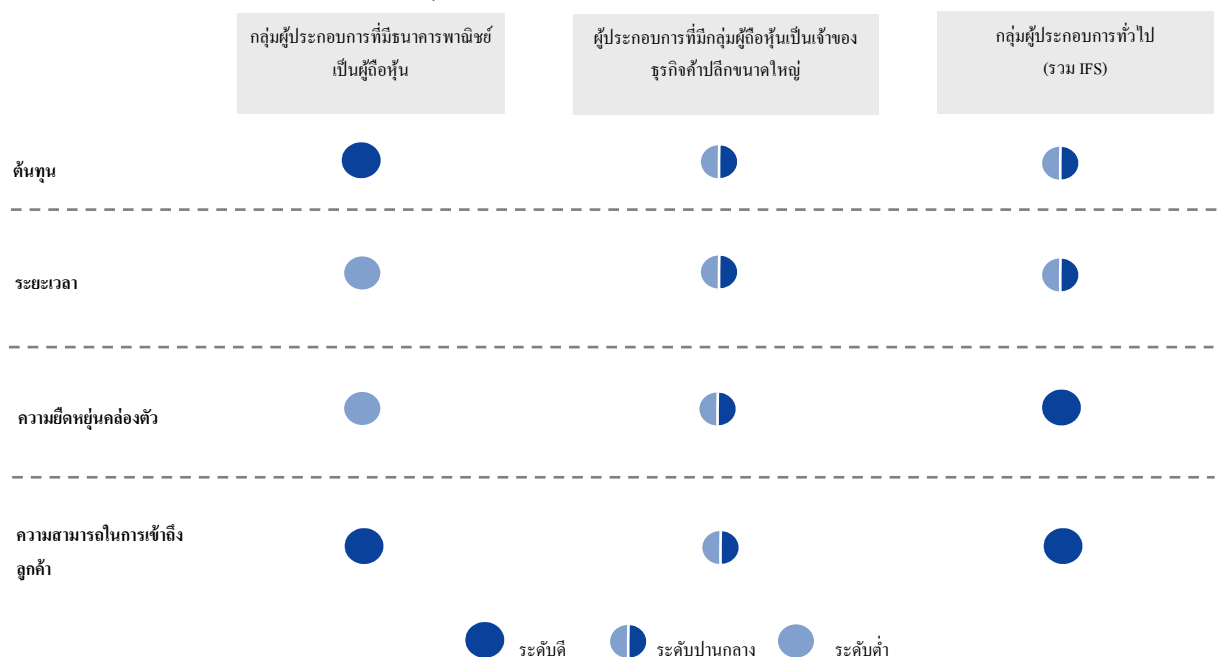 กลุ่มผู้ประกอบการที่มีธนาคารพาณิชย์
เป็นผู้ถือหุ้น
ผู้ประกอบการที่มีกลุ่มผู้ถือหุ้นเป็นเจ้าของ
ธุรกิจค้าปลีกขนาดใหญ่
กลุ่มผู้ประกอบการทั่วไป
(รวม IFS)
ต้นทุน
ระยะเวลา
ความยืดหยุ่นคล่องตัว
ความสามารถในการเข้าถึง
ลูกค้า
ระดับดี
ระดับปานกลาง
ระดับต่ำ